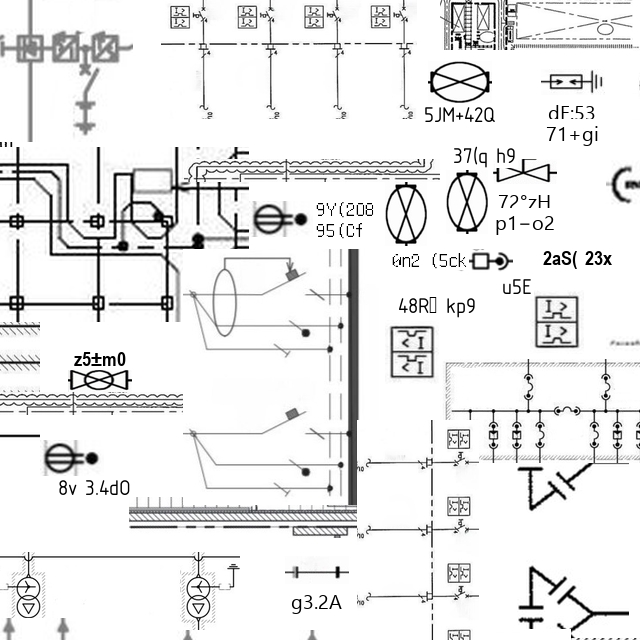 5JM+42Q
dF:53
71+gi
37(q h9
72°zH
p1-o2
9Y(208
95(Cf
0n2 (5ck
2aS( 23x
u5E
kp9
z5±m0
8v 3.4d0
g3.2A